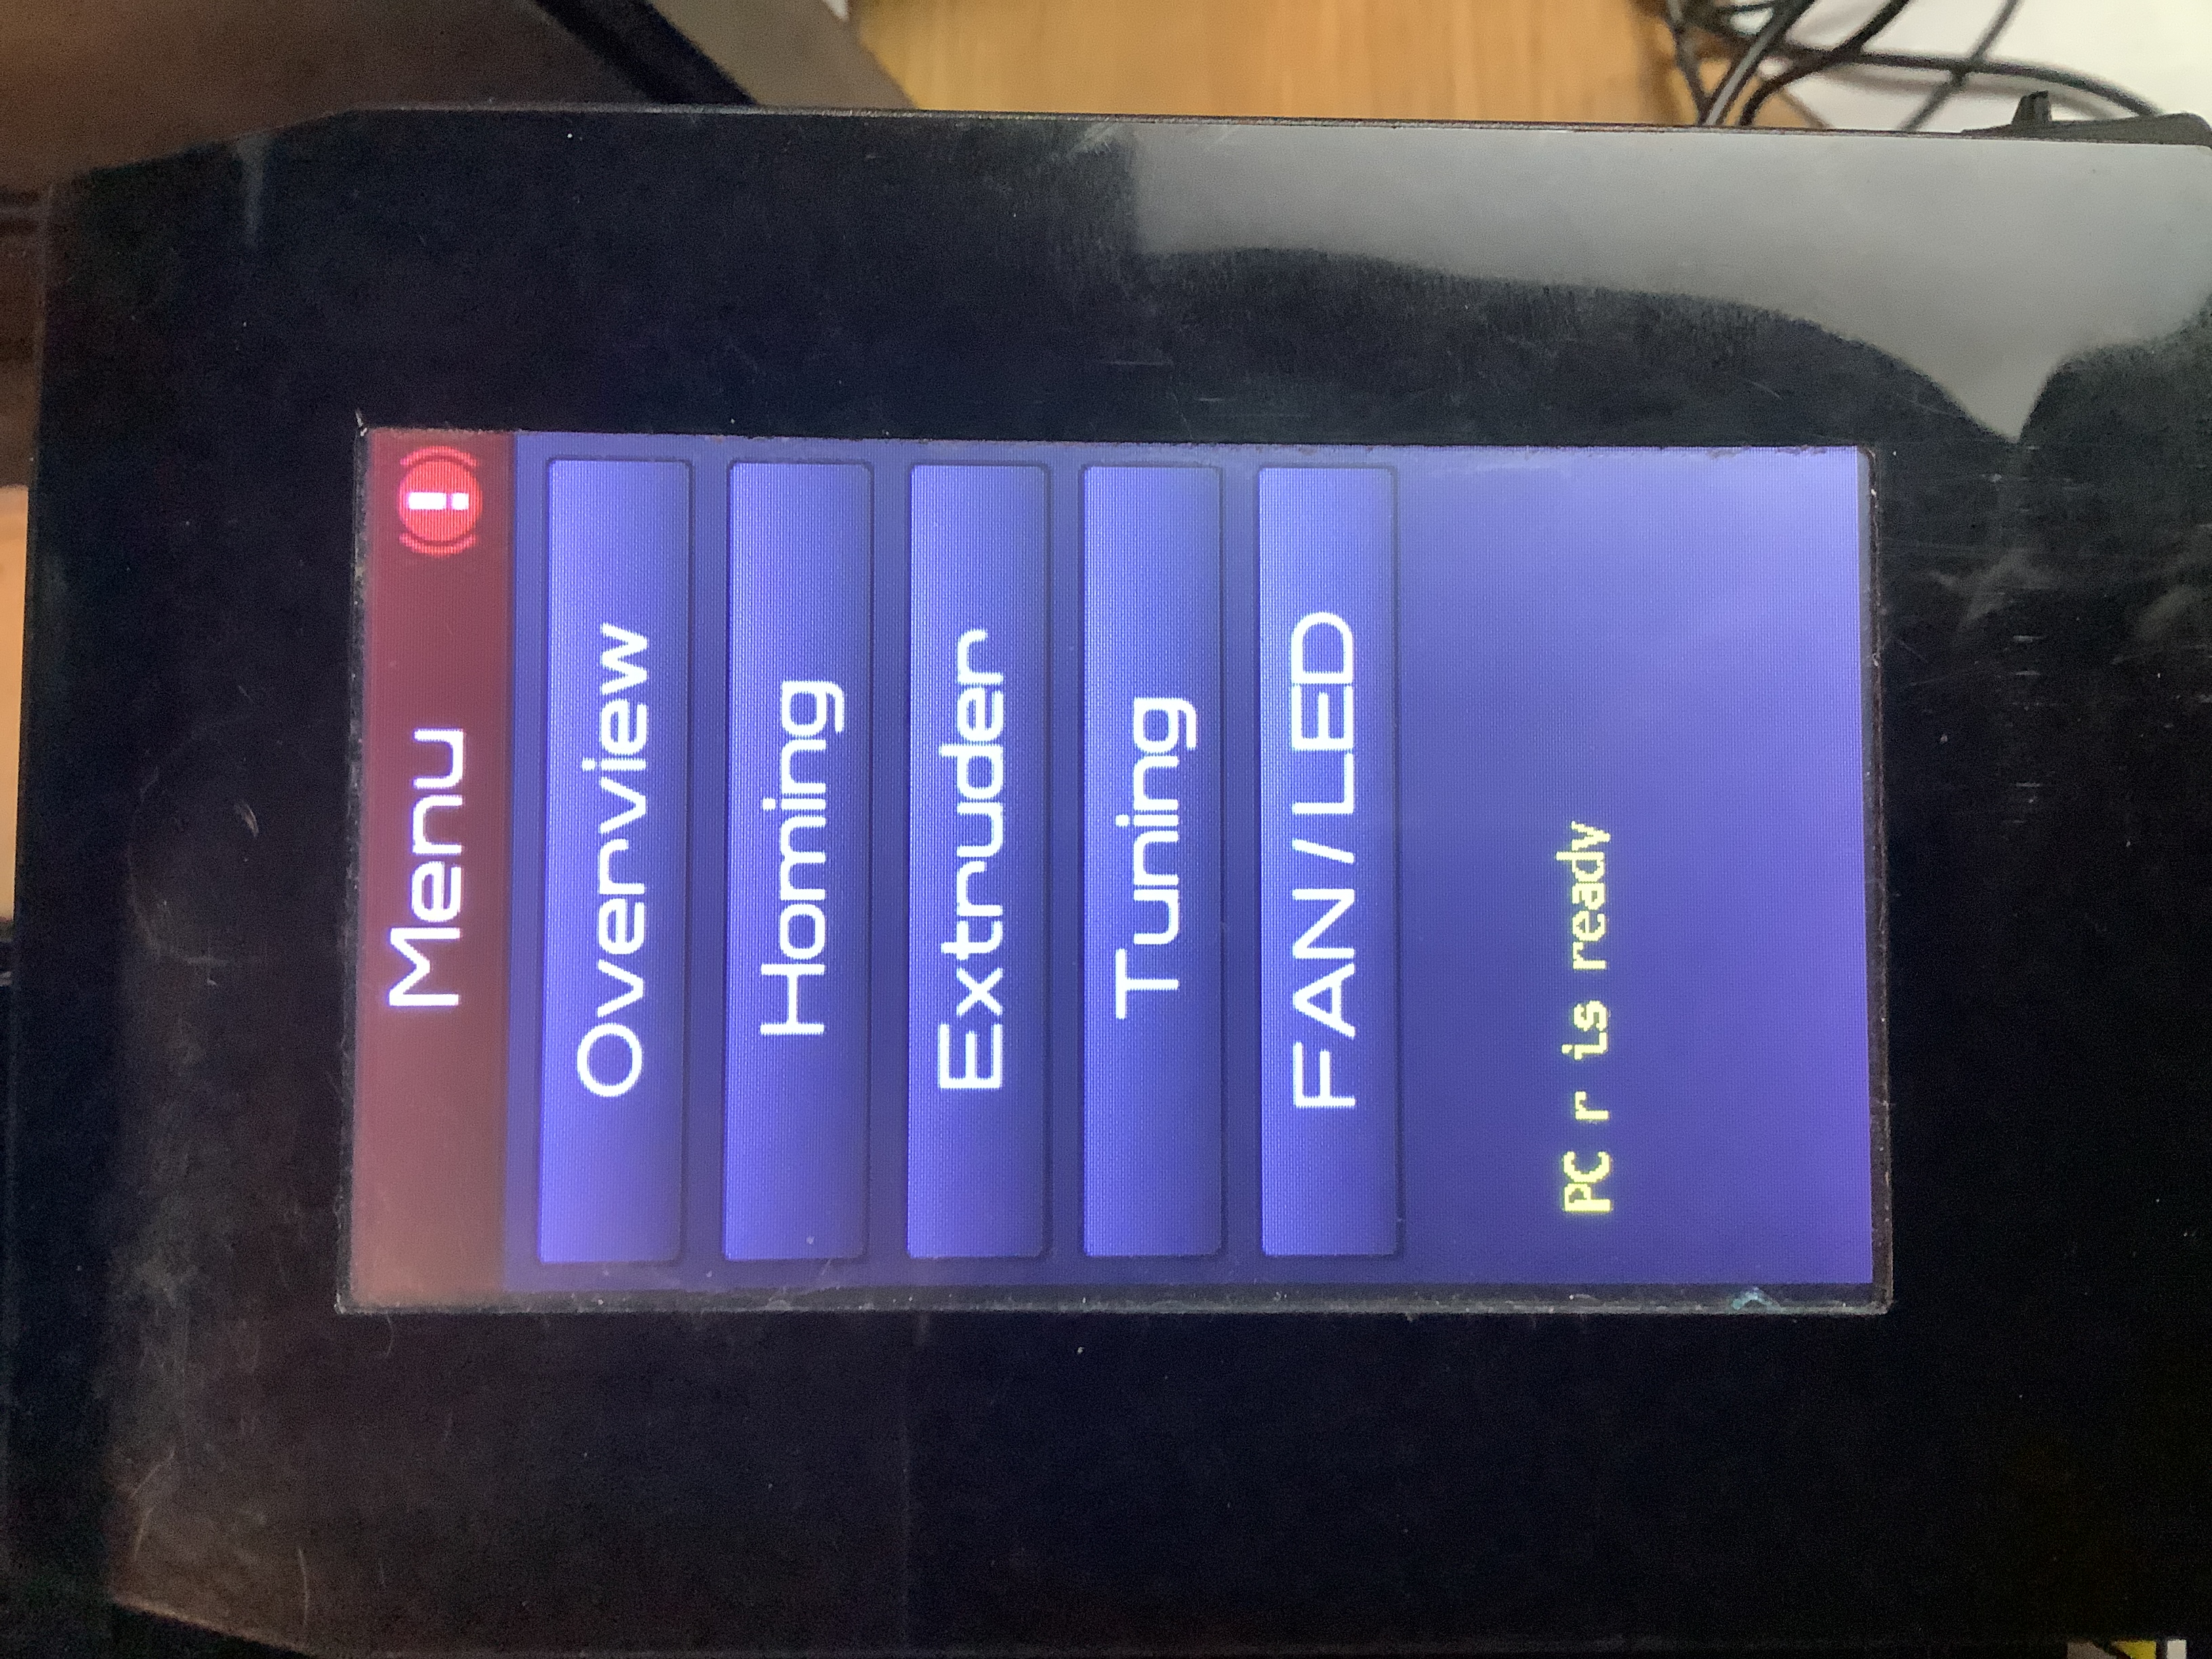 Menu
Overview
Homing
Extruder
Tuning
FAN / LED
PC r is ready